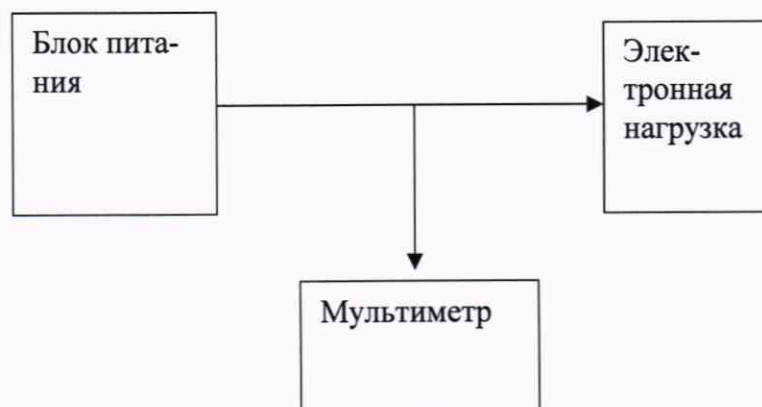 Блок пита-
ния
Элек-
тронная
нагрузка
Мультиметр